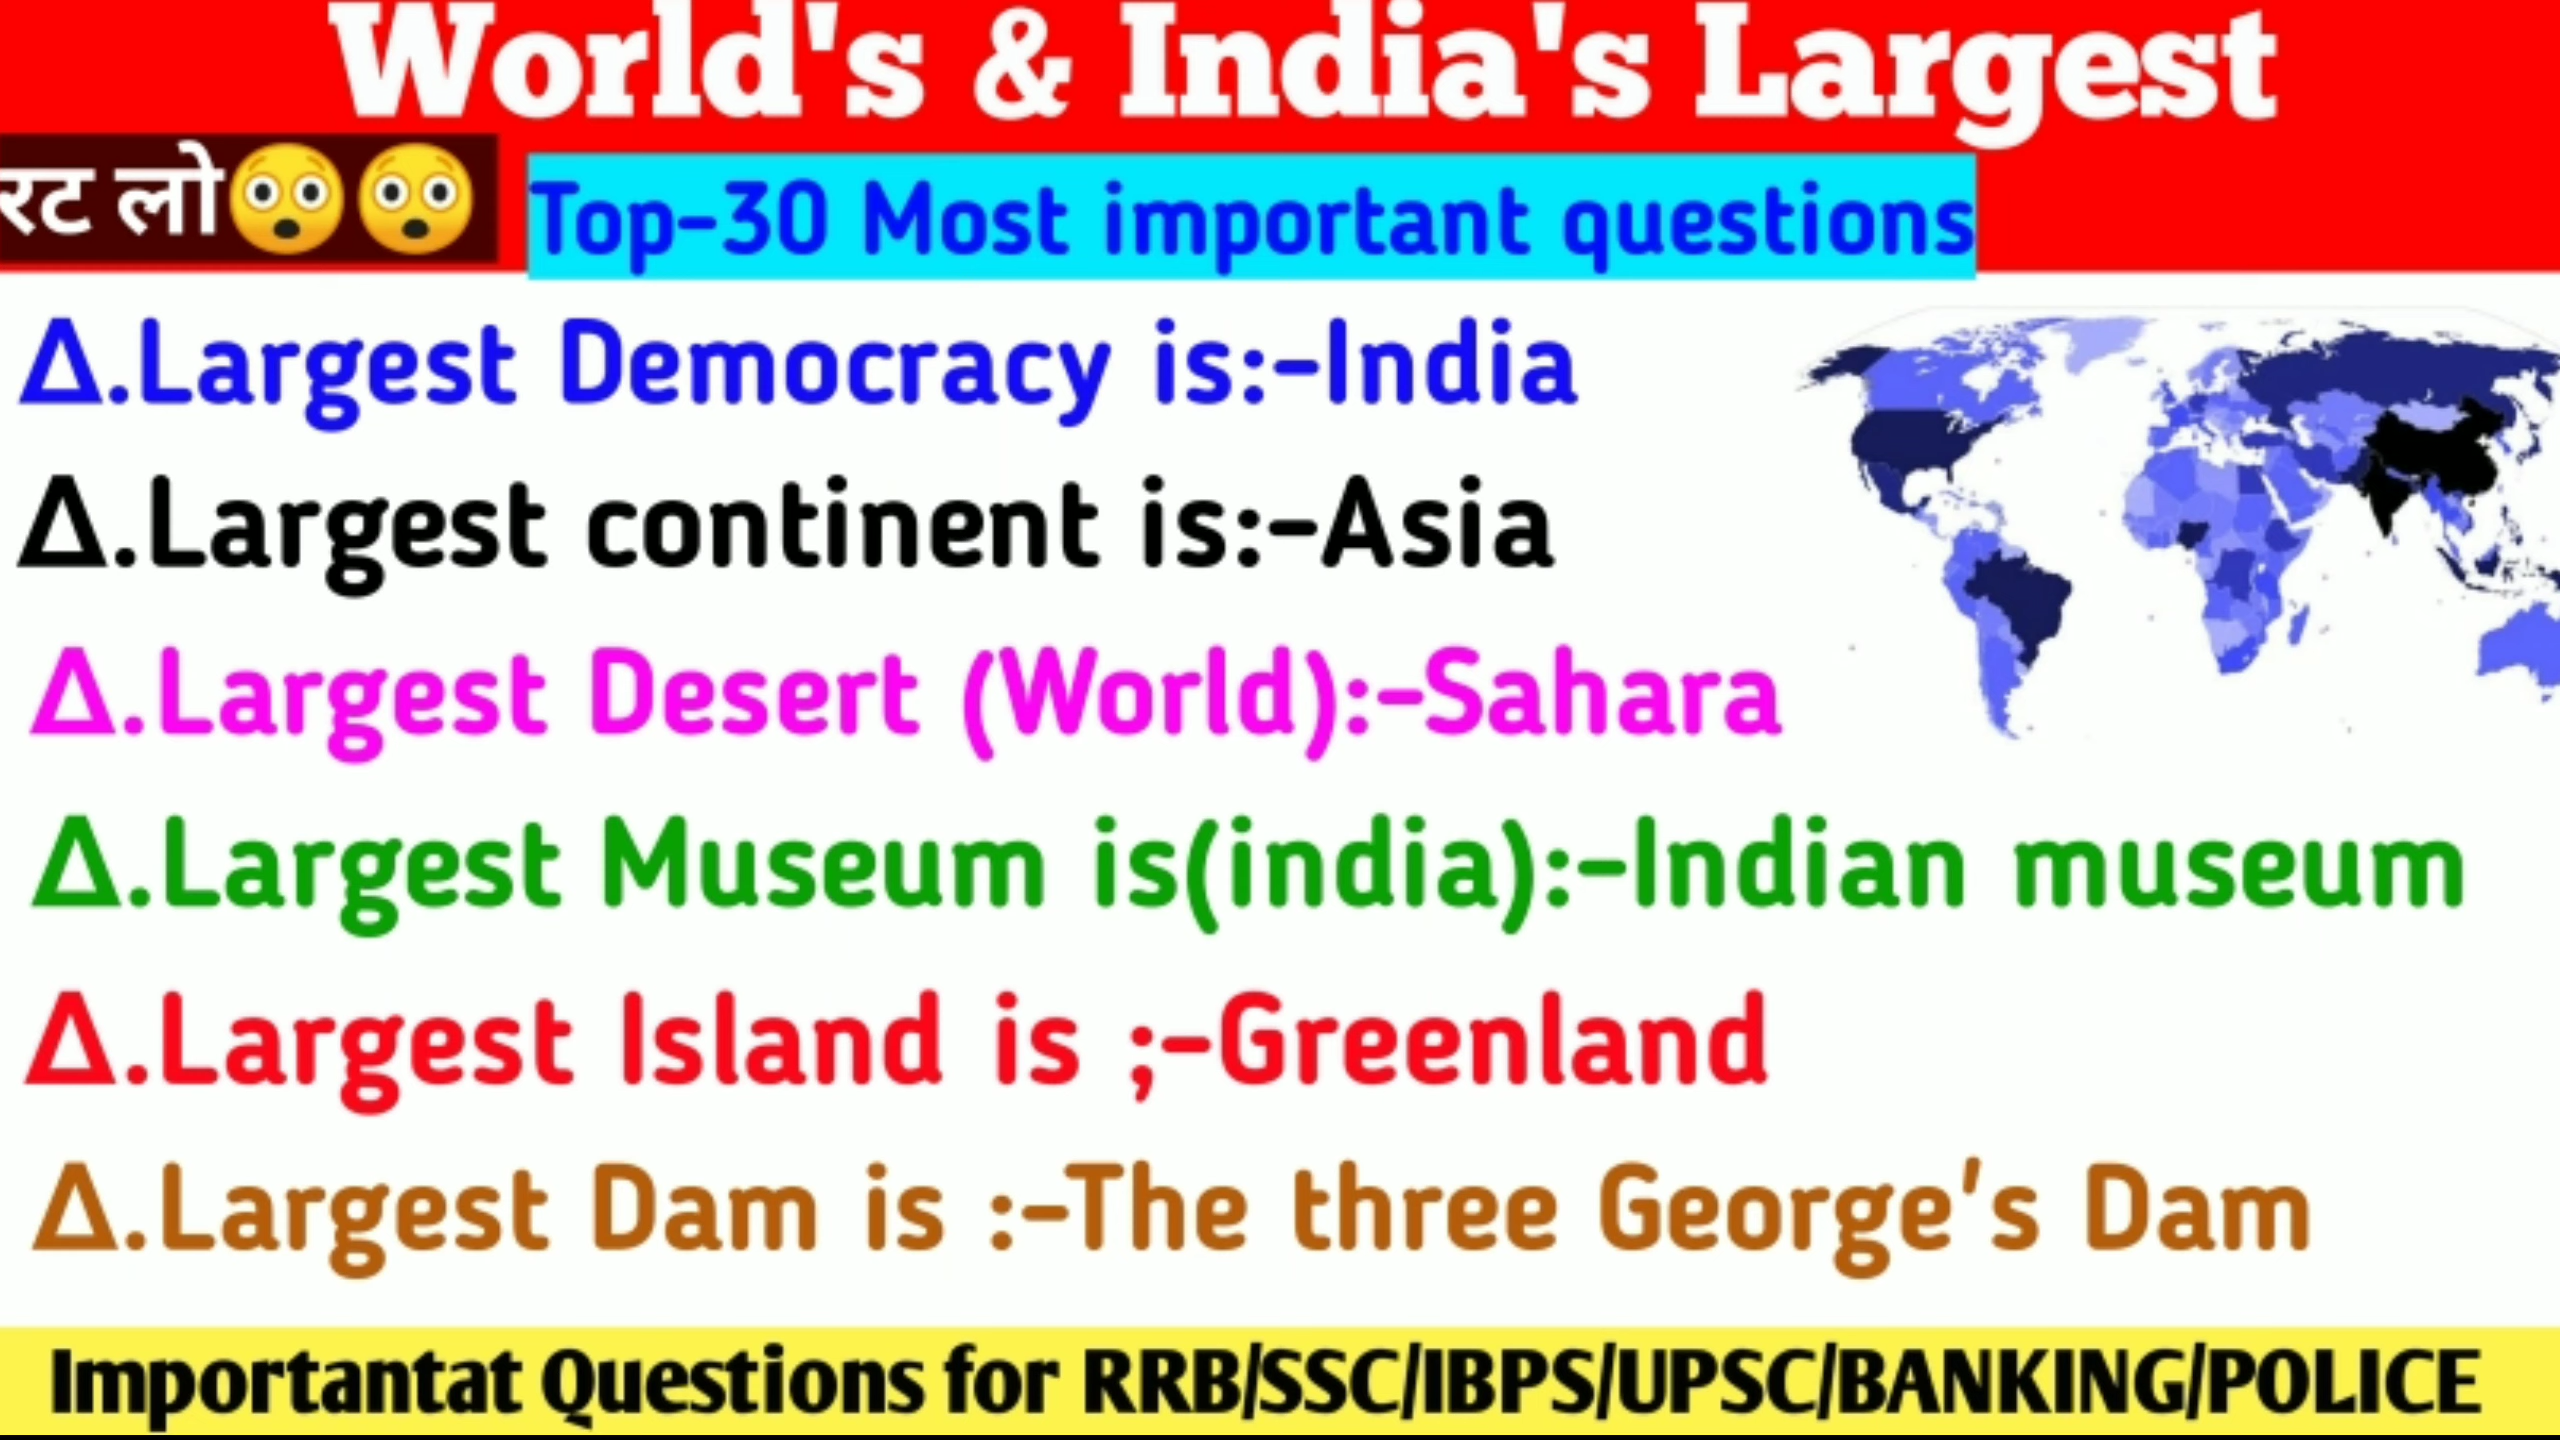 World's & India's Largest
रट लो😳😳 Top-30 Most important questions
Δ.Largest Democracy is:-India
Δ.Largest continent is:-Asia
Δ.Largest Desert (World):-Sahara
Δ.Largest Museum is(india):-Indian museum
Δ.Largest Island is ;-Greenland
Δ.Largest Dam is :-The three George's Dam
Importantat Questions for RRB/SSC/IBPS/UPSC/BANKING/POLICE